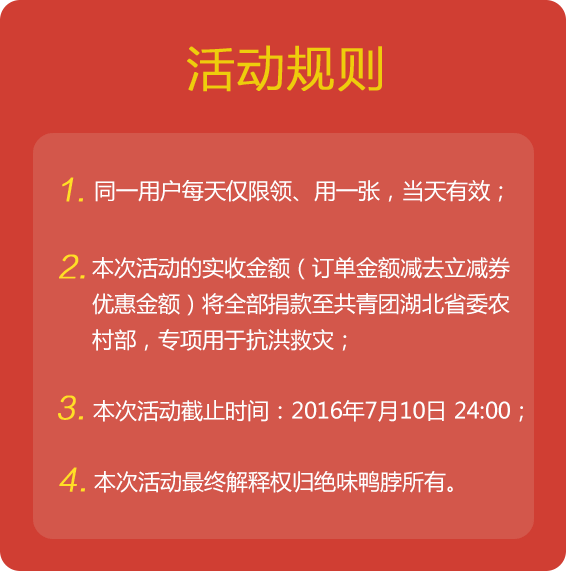 活动规则
1. 同一用户每天仅限领、用一张，当天有效；
2. 本次活动的实收金额（订单金额减去立减券
优惠金额）将全部捐款至共青团湖北省委农
村部，专项用于抗洪救灾；
3. 本次活动截止时间：2016年7月10日 24:00；
4. 本次活动最终解释权归绝味鸭脖所有。